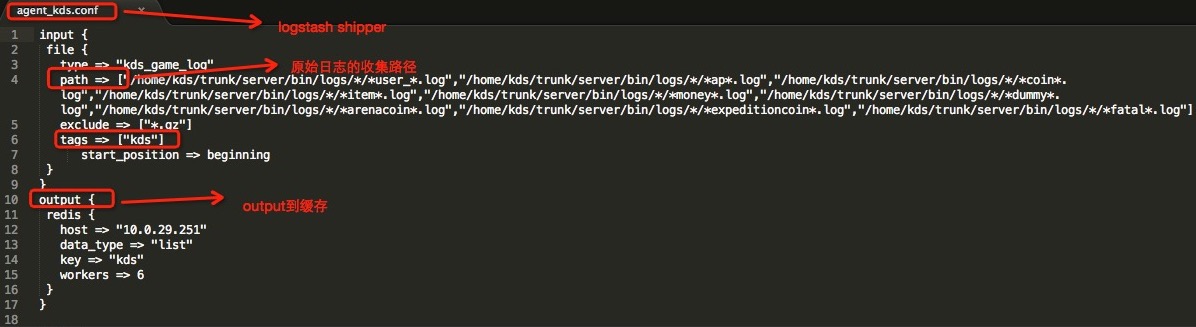 agent_kds.conf
×
logstash shipper
1 input {
2 file {
3 type => "kds_game_log"
原始日志的收集路径
4 path => ["/home/kds/trunk/server/bin/logs/*/*user_*.log","/home/kds/trunk/server/bin/logs/*/*ap*.log","/home/kds/trunk/server/bin/logs/*/*coin*.
log","/home/kds/trunk/server/bin/logs/*/*item*.log","/home/kds/trunk/server/bin/logs/*/*money*.log","/home/kds/trunk/server/bin/logs/*/*dummy*.
log","/home/kds/trunk/server/bin/logs/*/*arenacoin*.log","/home/kds/trunk/server/bin/logs/*/*expeditioncoin*.log","/home/kds/trunk/server/bin/logs/*/*fatal*.log"]
5 exclude => ["*.gz"]
6 tags => ["kds"]
7 start_position => beginning
8 }
9 }
10 output {
output到缓存
11 redis {
12 host => "10.0.29.251"
13 data_type => "list"
14 key => "kds"
15 workers => 6
16 }
17 }
18